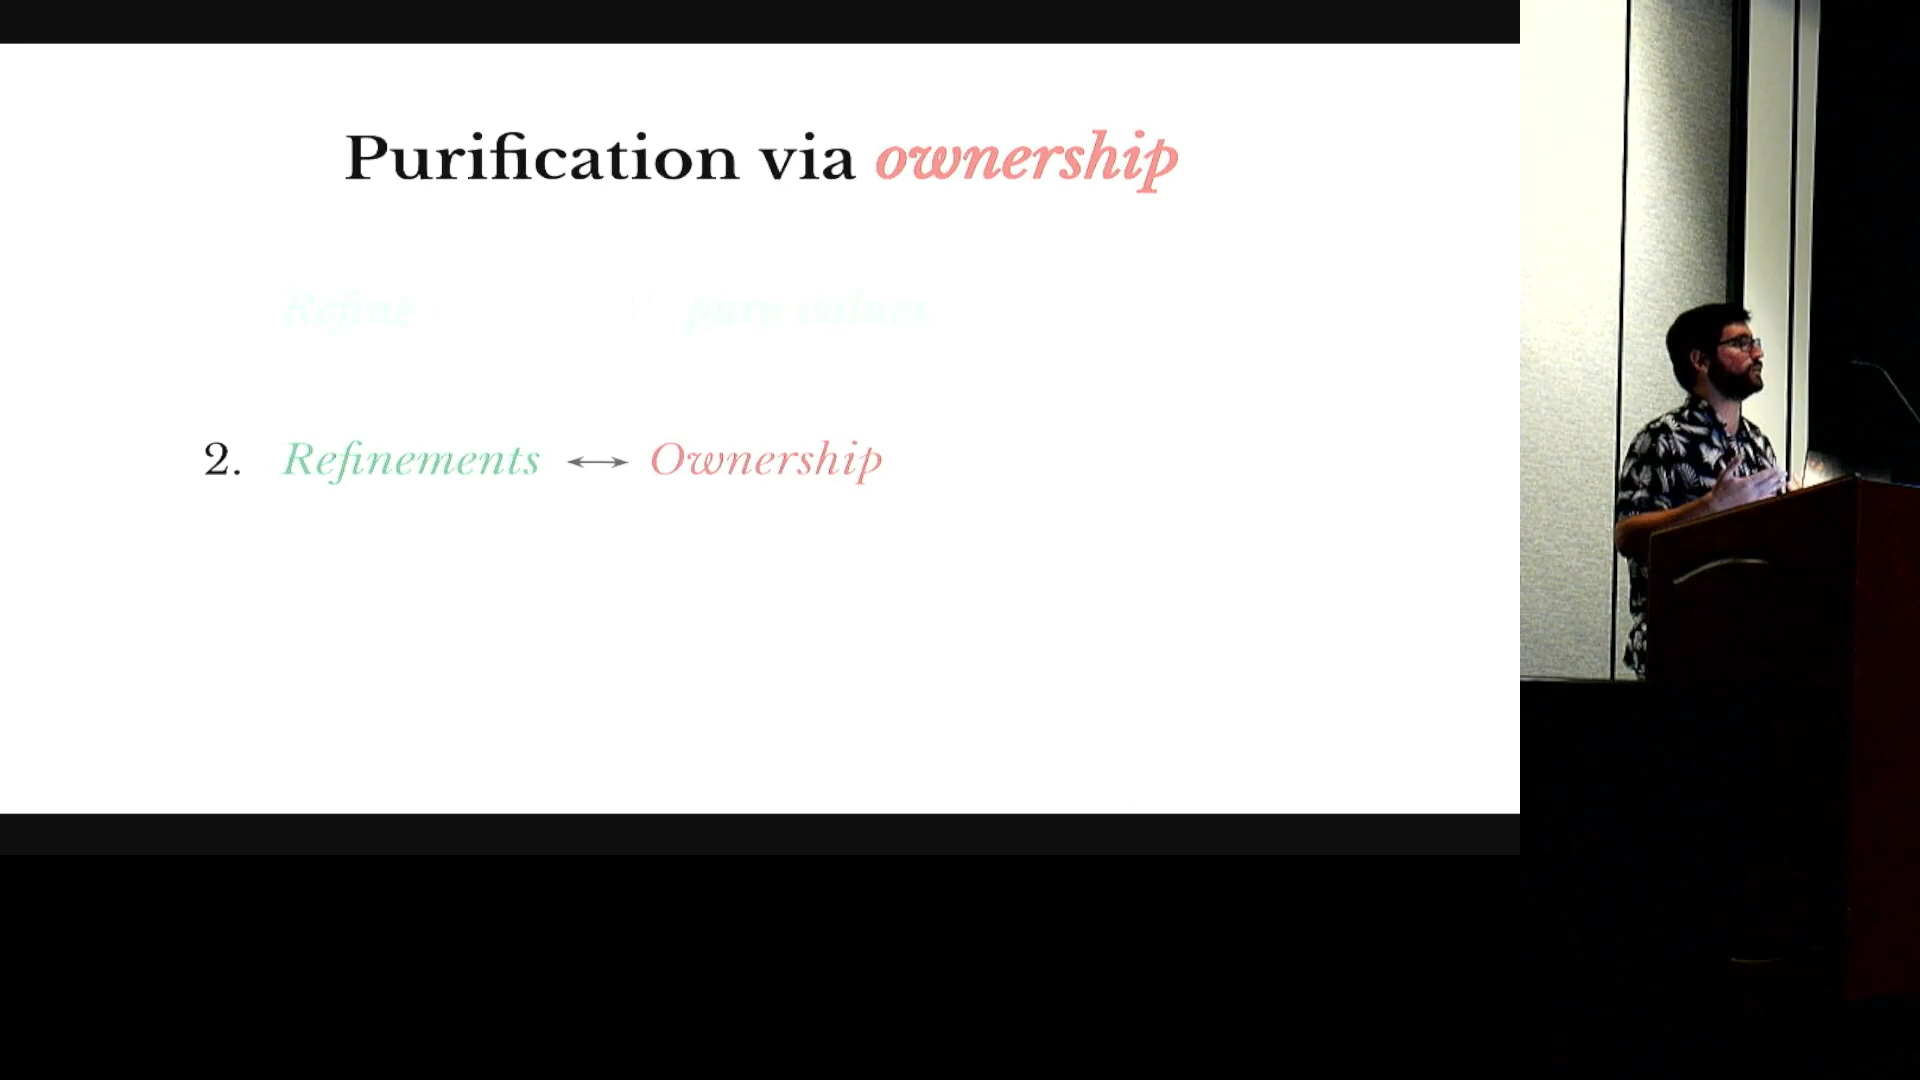 Purification via ownership
Refine pure values
2. Refinements ↔ Ownership